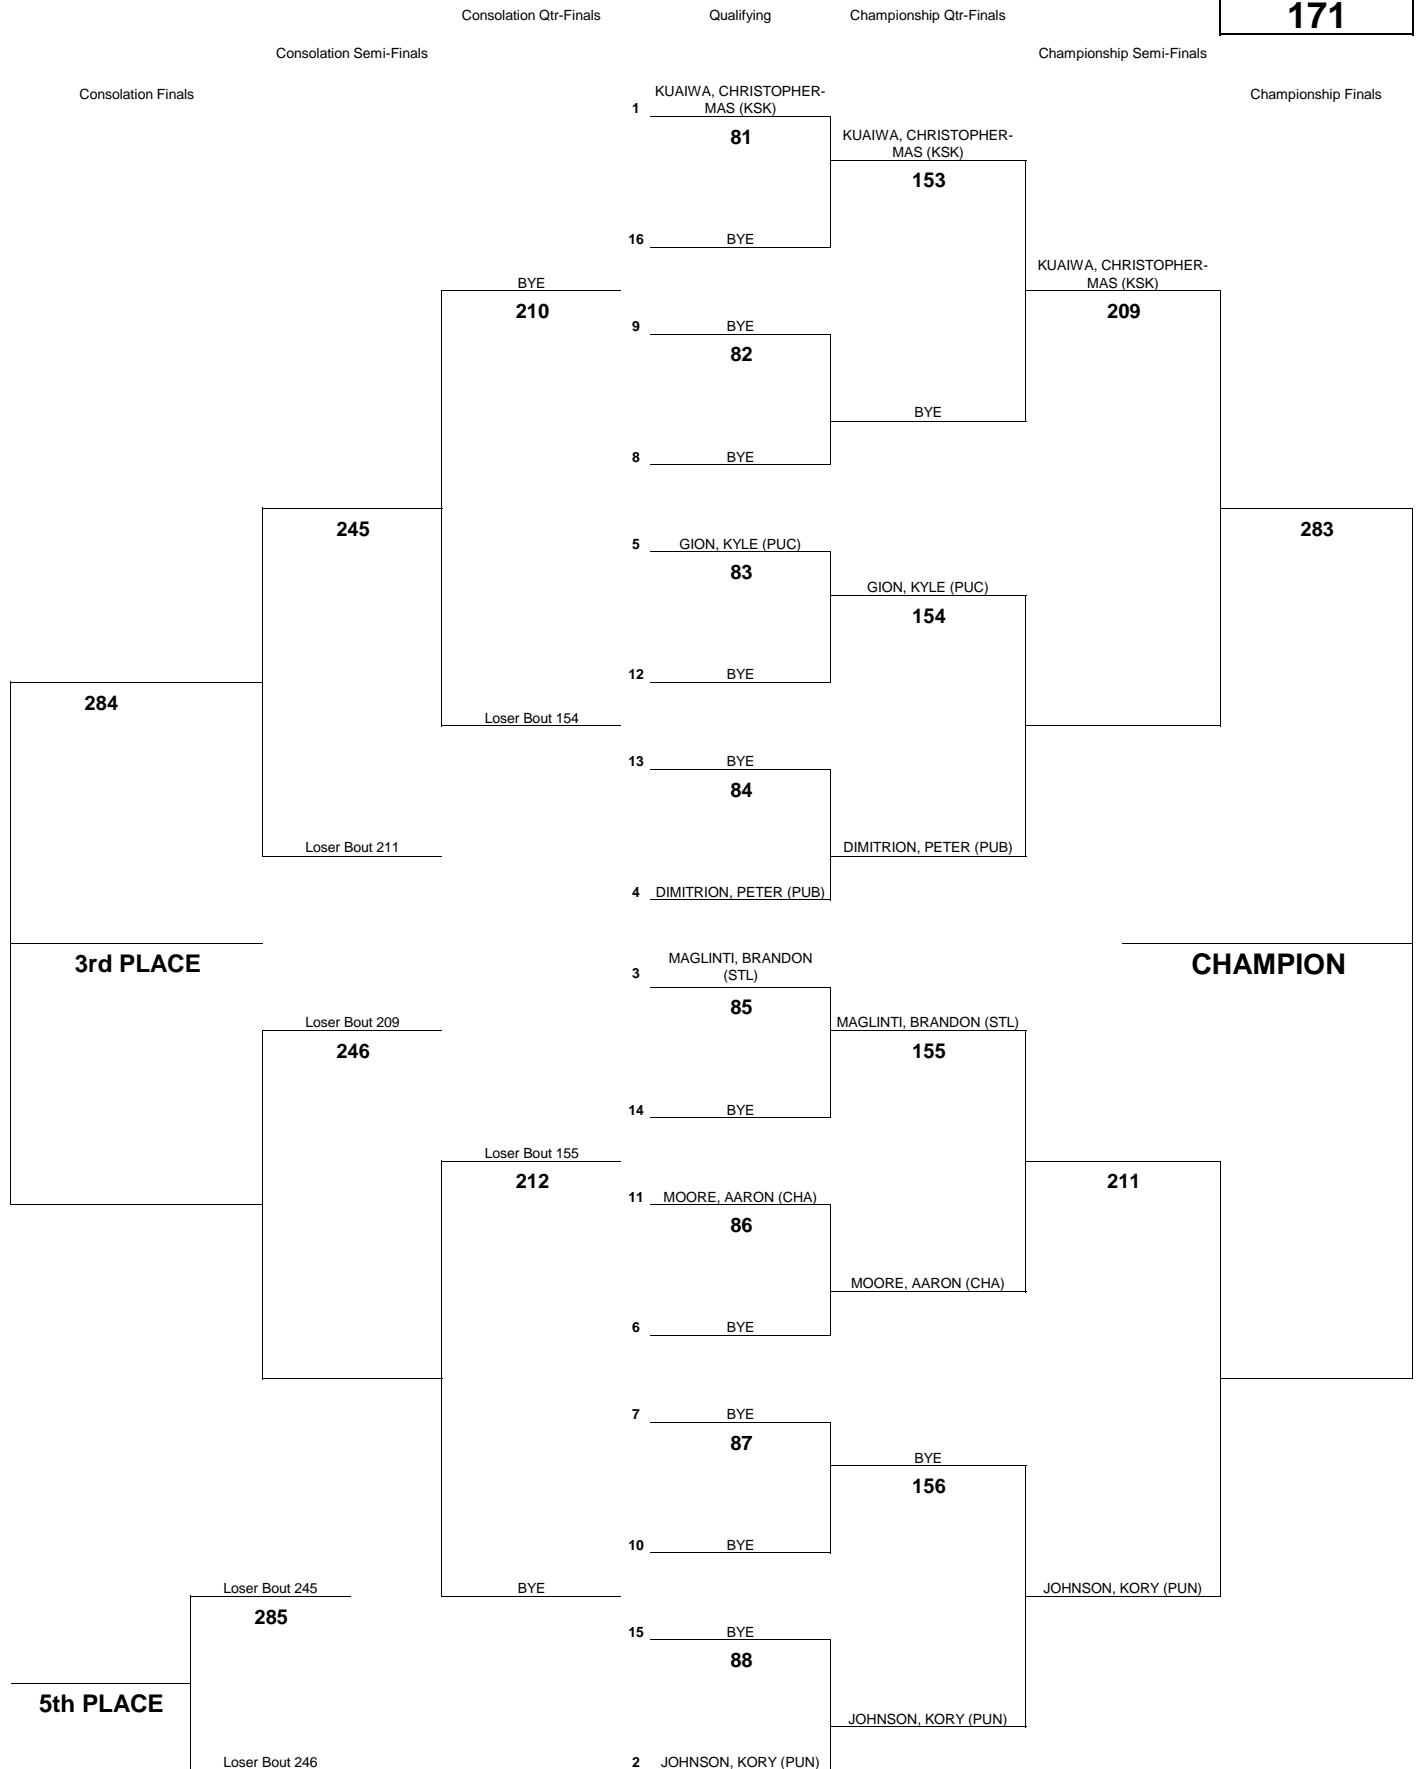 171
Consolation Qtr-Finals
Qualifying
Championship Qtr-Finals
Consolation Semi-Finals
Championship Semi-Finals
Consolation Finals
Championship Finals
KUAIWA, CHRISTOPHER-
1
MAS (KSK)
81
KUAIWA, CHRISTOPHER-
MAS (KSK)
153
16
BYE
KUAIWA, CHRISTOPHER-
MAS (KSK)
BYE
210
209
9
BYE
82
BYE
8
BYE
245
283
5
GION, KYLE (PUC)
83
GION, KYLE (PUC)
154
12
BYE
284
Loser Bout 154
13
BYE
84
Loser Bout 211
DIMITRION, PETER (PUB)
4
DIMITRION, PETER (PUB)
3rd PLACE
CHAMPION
MAGLINTI, BRANDON
3
(STL)
85
Loser Bout 209
MAGLINTI, BRANDON (STL)
246
155
14
BYE
Loser Bout 155
212
211
11
MOORE, AARON (CHA)
86
MOORE, AARON (CHA)
6
BYE
7
BYE
87
BYE
156
10
BYE
Loser Bout 245
BYE
JOHNSON, KORY (PUN)
285
15
BYE
88
5th PLACE
JOHNSON, KORY (PUN)
Loser Bout 246
2
JOHNSON, KORY (PUN)